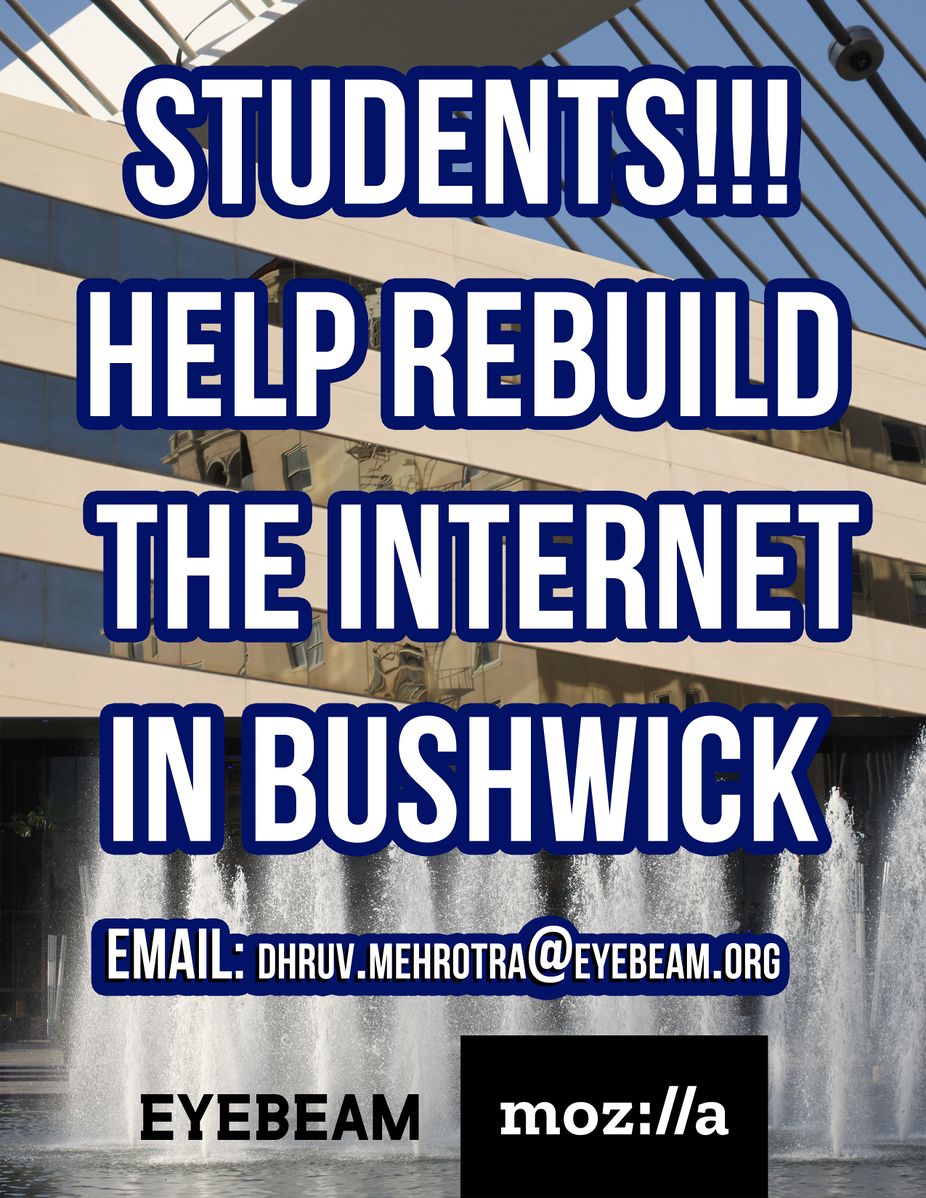 STUDENTS!!!
HELP REBUILD
THE INTERNET
IN BUSHWICK
EMAIL: DHRUV.MEHROTRA@EYEBEAM.ORG
EYEBEAM
moz://a